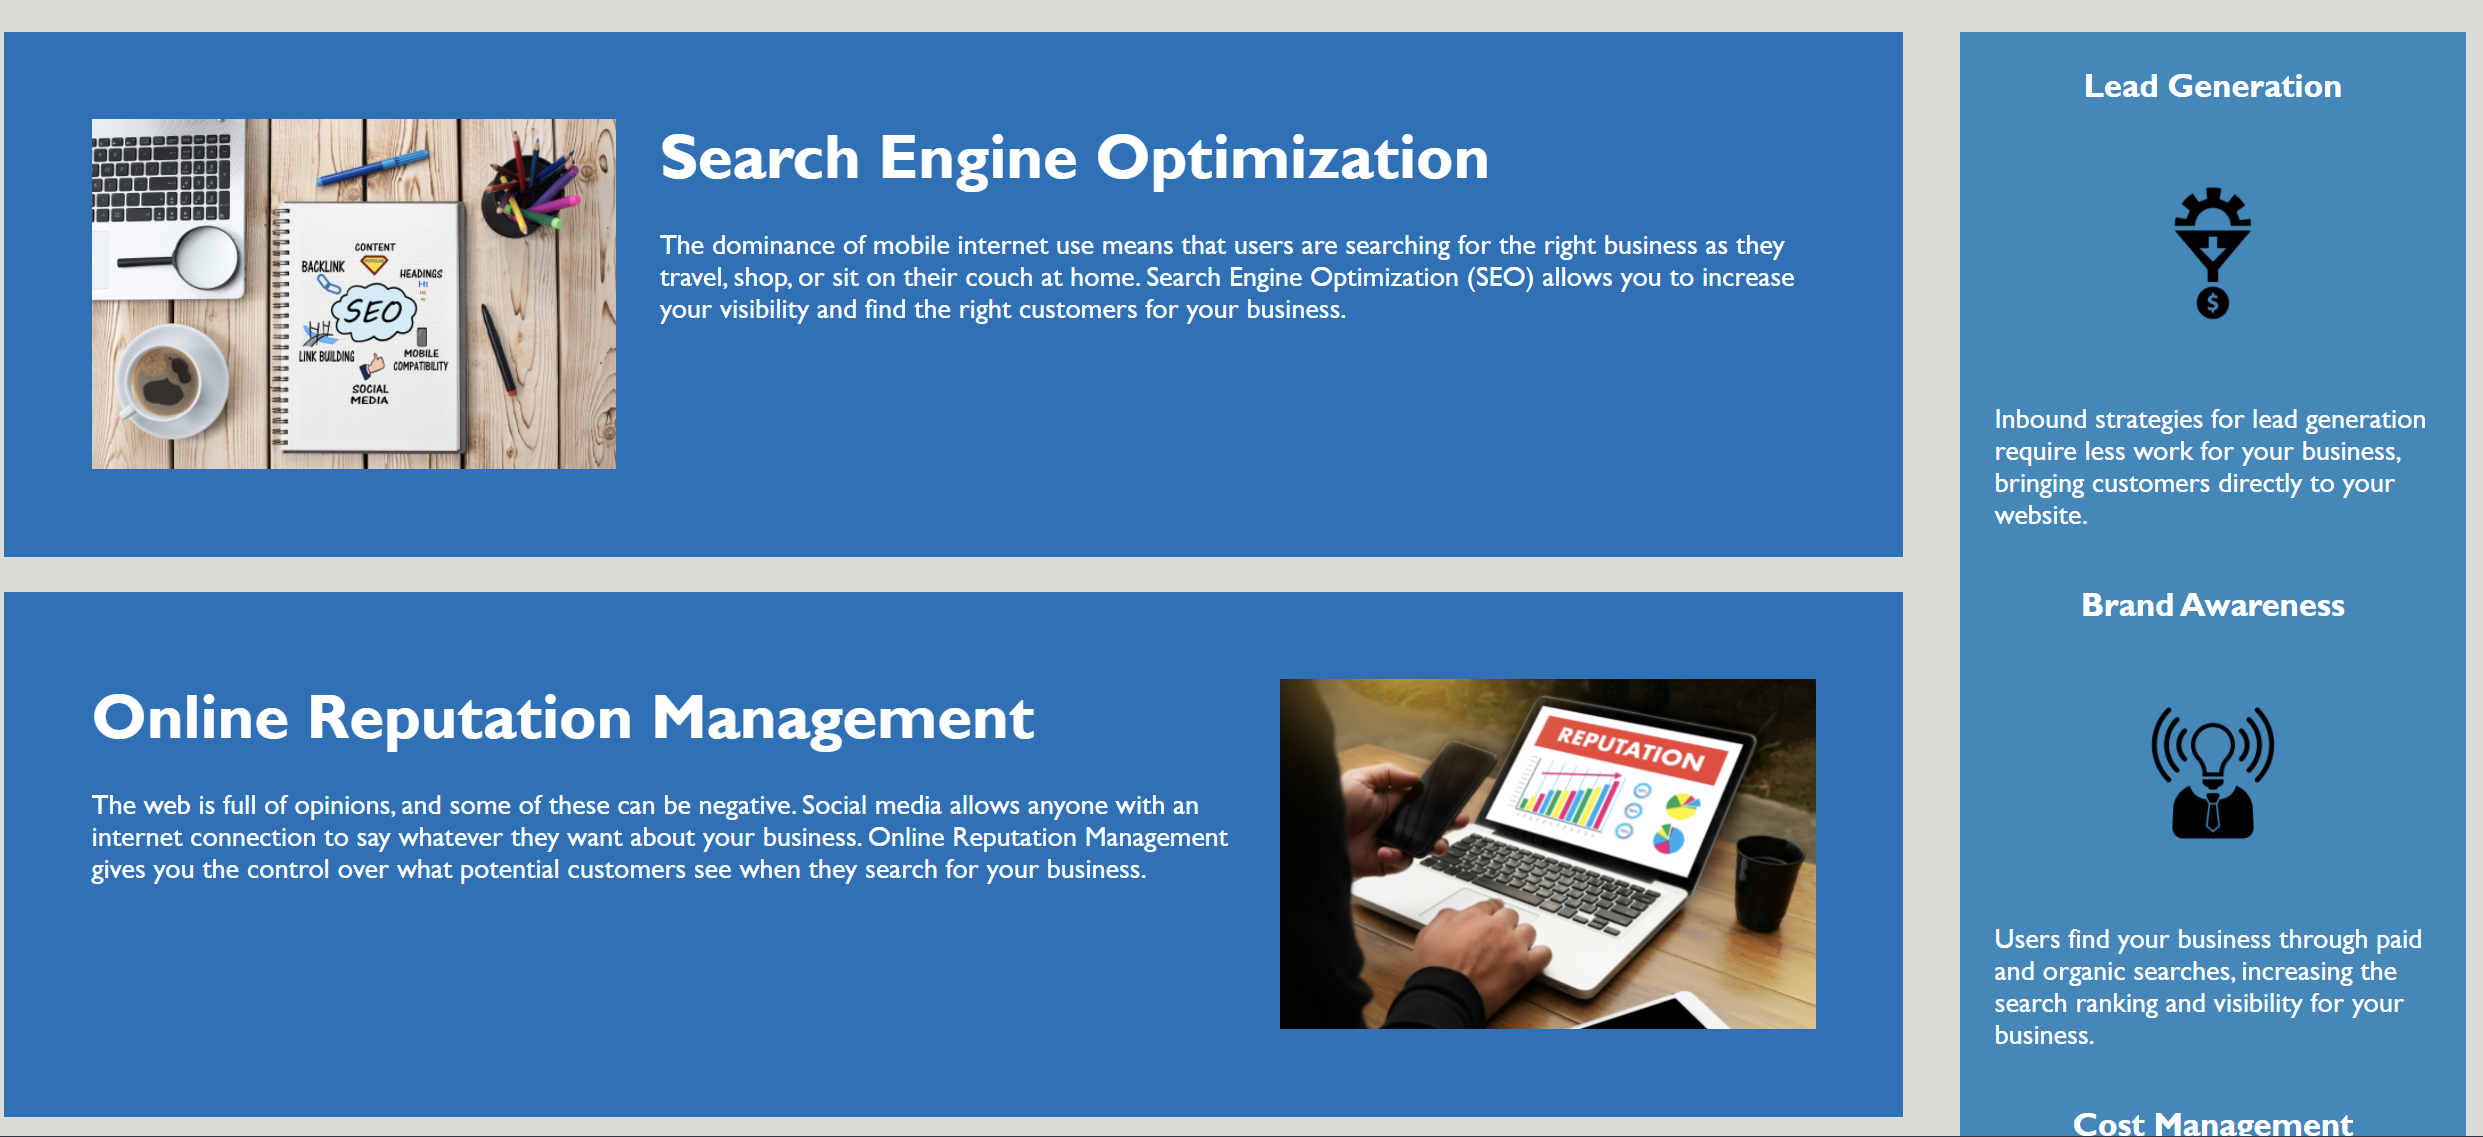 Search Engine Optimization
The dominance of mobile internet use means that users are searching for the right business as they
travel, shop, or sit on their couch at home. Search Engine Optimization (SEO) allows you to increase
your visibility and find the right customers for your business.
CONTENT
BACKLINK
HEADINGS
H1
SEO
LINK BUILDING
MOBILE
COMPATIBILITY
SOCIAL
MEDIA
Online Reputation Management
The web is full of opinions, and some of these can be negative. Social media allows anyone with an
internet connection to say whatever they want about your business. Online Reputation Management
gives you the control over what potential customers see when they search for your business.
REPUTATION
Lead Generation
$
Inbound strategies for lead generation
require less work for your business,
bringing customers directly to your
website.
Brand Awareness
Users find your business through paid
and organic searches, increasing the
search ranking and visibility for your
business.
Cost Management